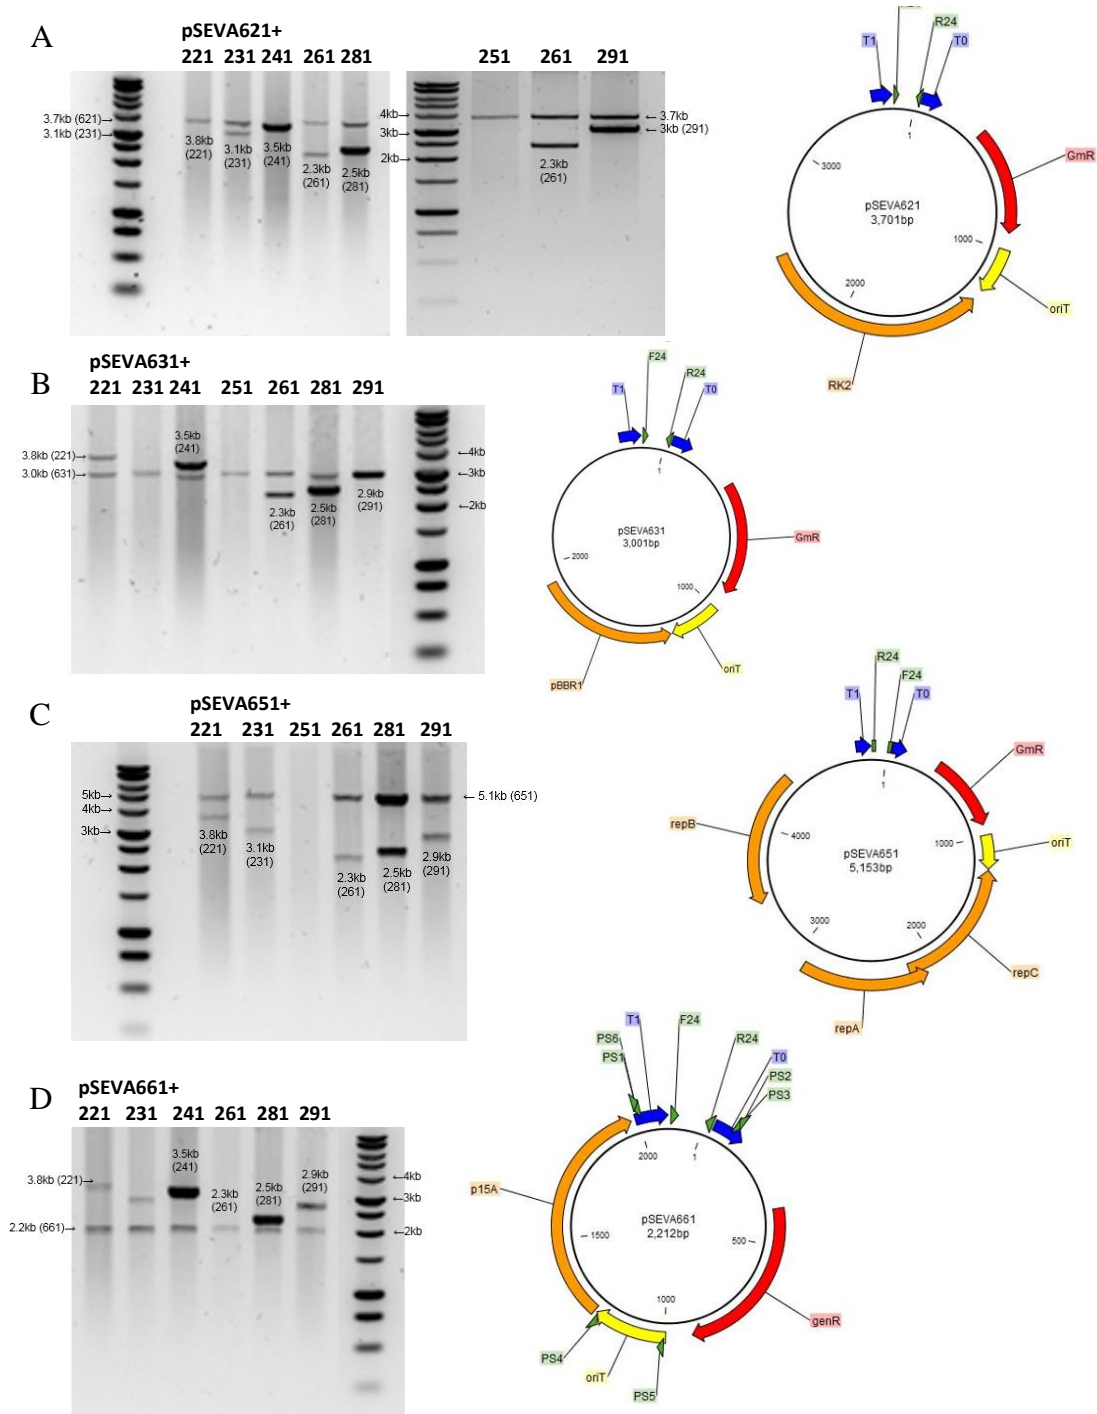 A
pSEVA621+
221 231 241 261 281
251 261 291
3.7kb (621)→
3.1kb (231)→
3.8kb
(221)
3.1kb
(231)
3.5kb
(241)
2.3kb
(261)
2.5kb
(281)
4kb→
3kb→
2kb→
2.3kb
(261)
← 3.7kb
←3kb (291)
T1
R24
T0
1
GmR
3000
pSEVA621
3,701bp
1000
2000
oriT
RK2
B
pSEVA631+
221 231 241 251 261 281 291
3.8kb (221)→
3.0kb (631)→
3.5kb
(241)
2.3kb
(261)
2.5kb
(281)
2.9kb
(291)
←4kb
←3kb
←2kb
F24
R24
T1
T0
1
pSEVA631
3,001bp
GmR
2000
1000
oriT
pBBR1
C
pSEVA651+
221 231 251 261 281 291
5kb→
4kb→
3kb→
3.8kb
(221)
3.1kb
(231)
2.3kb
(261)
2.5kb
(281)
2.9kb
(291)
← 5.1kb (651)
R24
F24
T1
T0
1
GmR
repB
4000
1000
oriT
pSEVA651
5,153bp
3000
2000
repC
repA
D
pSEVA661+
221 231 241 261 281 291
3.8kb (221)→
2.2kb (661)→
3.5kb
(241)
2.3kb
(261)
2.5kb
(281)
2.9kb
(291)
←4kb
←3kb
←2kb
T1
F24
PS6
PS1
R24
T0
PS2
PS3
2000
1
p15A
pSEVA661
2,212bp
1500
500
1000
genR
PS4
oriT
PS5